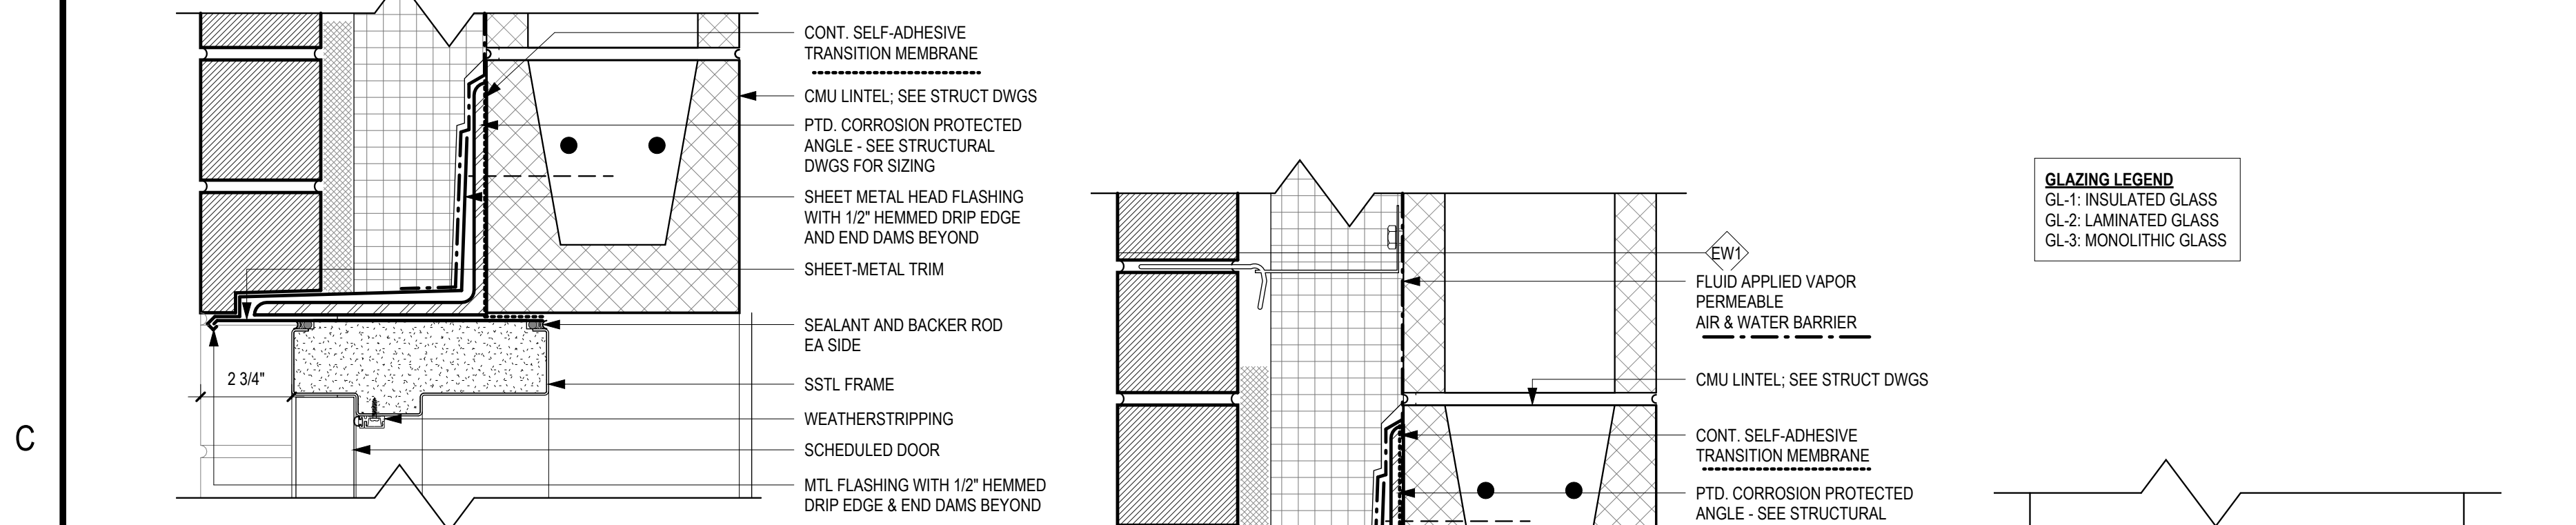 CONT. SELF-ADHESIVE
TRANSITION MEMBRANE
CMU LINTEL; SEE STRUCT DWGS
PTD. CORROSION PROTECTED
ANGLE - SEE STRUCTURAL
DWGS FOR SIZING
SHEET METAL HEAD FLASHING
WITH 1/2" HEMMED DRIP EDGE
AND END DAMS BEYOND
SHEET-METAL TRIM
SEALANT AND BACKER ROD
EA SIDE
2 3/4"
SSTL FRAME
WEATHERSTRIPPING
SCHEDULED DOOR
MTL FLASHING WITH 1/2" HEMMED
DRIP EDGE & END DAMS BEYOND
C
EW1
FLUID APPLIED VAPOR
PERMEABLE
AIR & WATER BARRIER
CMU LINTEL; SEE STRUCT DWGS
CONT. SELF-ADHESIVE
TRANSITION MEMBRANE
PTD. CORROSION PROTECTED
ANGLE - SEE STRUCTURAL
GLAZING LEGEND
GL-1: INSULATED GLASS
GL-2: LAMINATED GLASS
GL-3: MONOLITHIC GLASS